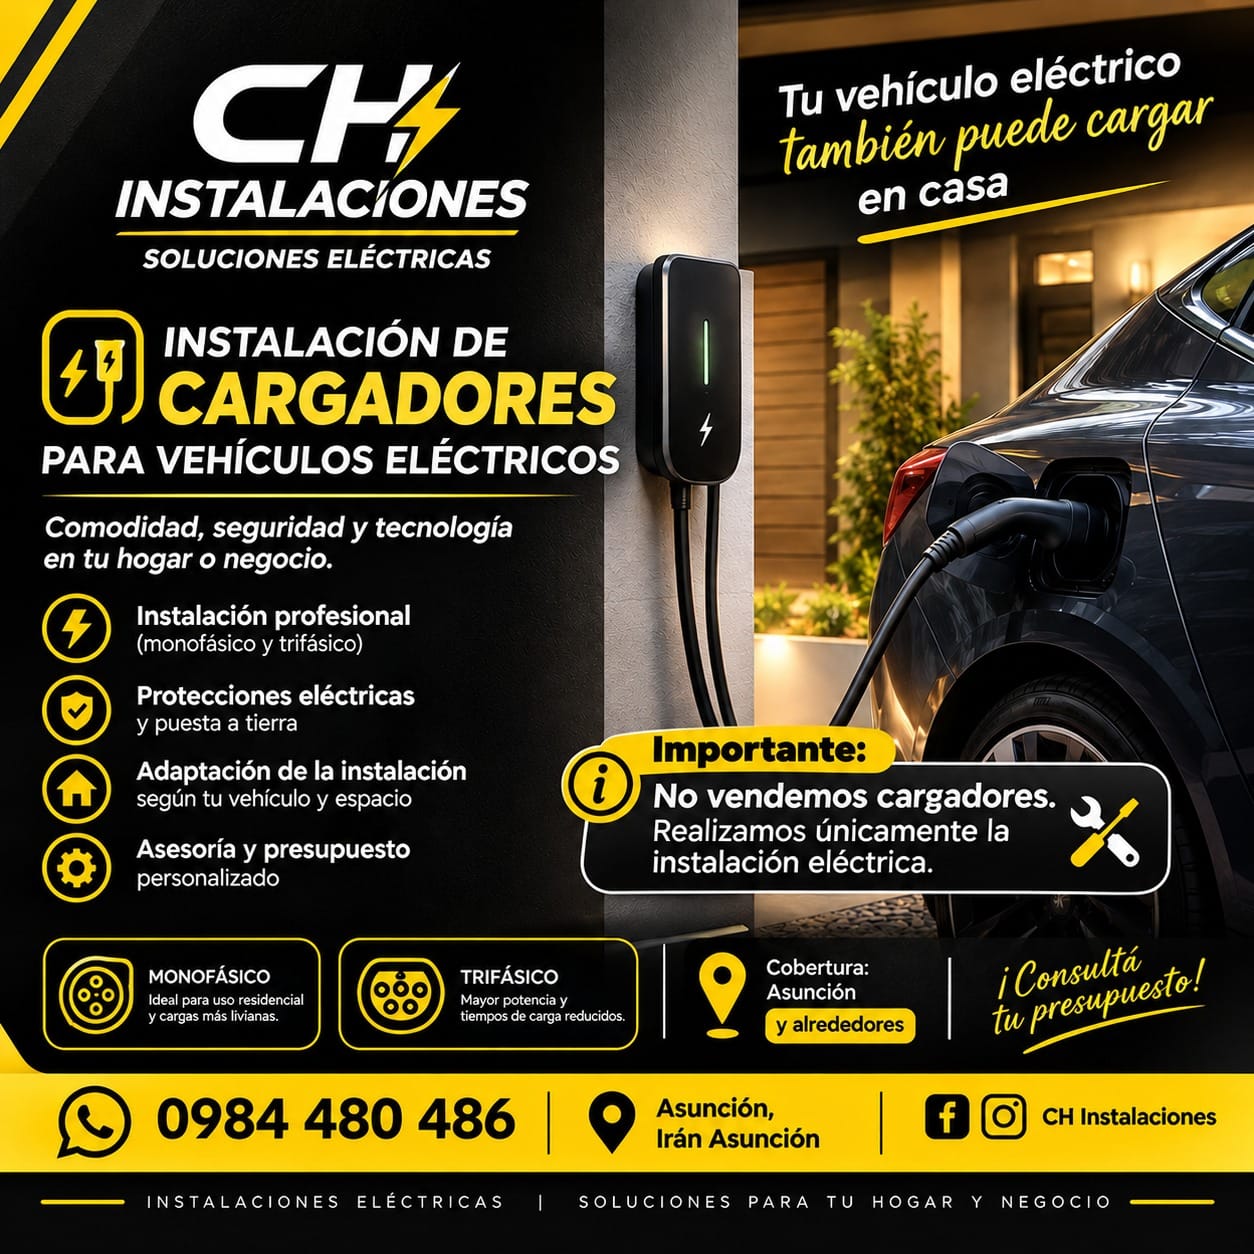 CH
INSTALACIONES
SOLUCIONES ELÉCTRICAS
Tu vehículo eléctrico
también puede cargar
en casa
INSTALACIÓN DE
CARGADORES
PARA VEHÍCULOS ELÉCTRICOS
Comodidad, seguridad y tecnología
en tu hogar o negocio.
Instalación profesional
(monofásico y trifásico)
Protecciones eléctricas
y puesta a tierra
Adaptación de la instalación
según tu vehículo y espacio
Asesoría y presupuesto
personalizado
Importante:
i
No vendemos cargadores.
Realizamos únicamente la
instalación eléctrica.
MONOFÁSICO
Ideal para uso residencial
y cargas más livianas.
TRIFÁSICO
Mayor potencia y
tiempos de carga reducidos.
Cobertura:
Asunción
y alrededores
¡Consultá
tu presupuesto!
0984 480 486
Asunción,
Irán Asunción
CH Instalaciones
INSTALACIONES ELÉCTRICAS | SOLUCIONES PARA TU HOGAR Y NEGOCIO